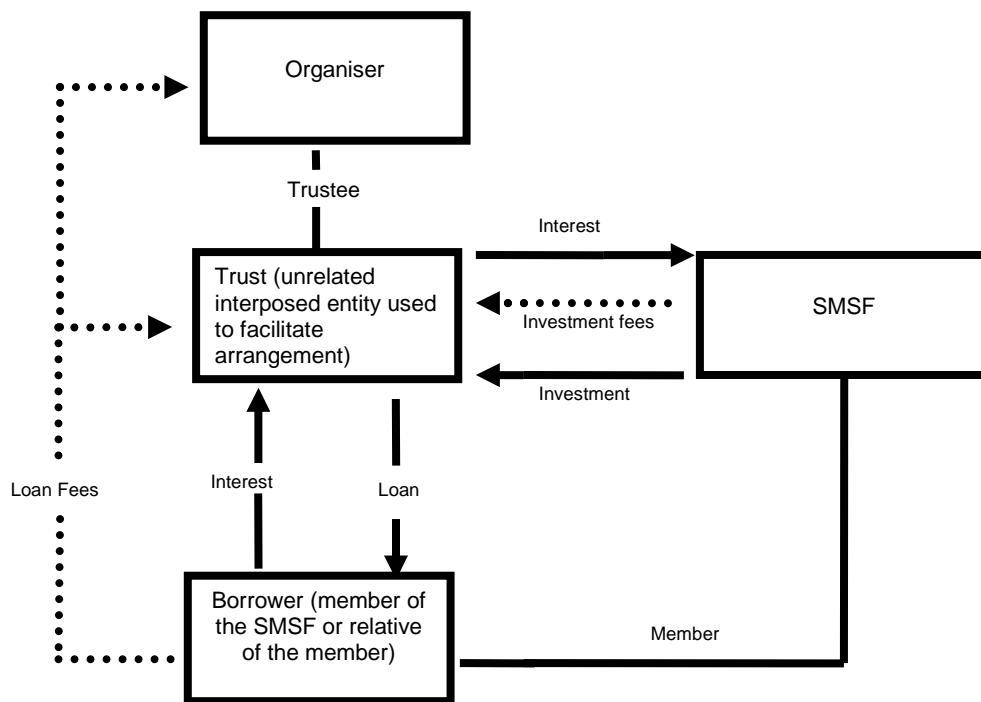 Organiser
Trustee
Interest
Trust (unrelated
interposed entity used
to facilitate
arrangement)
SMSF
Investment fees
Investment
Loan Fees
Interest
Loan
Borrower (member of
the SMSF or relative
of the member)
Member